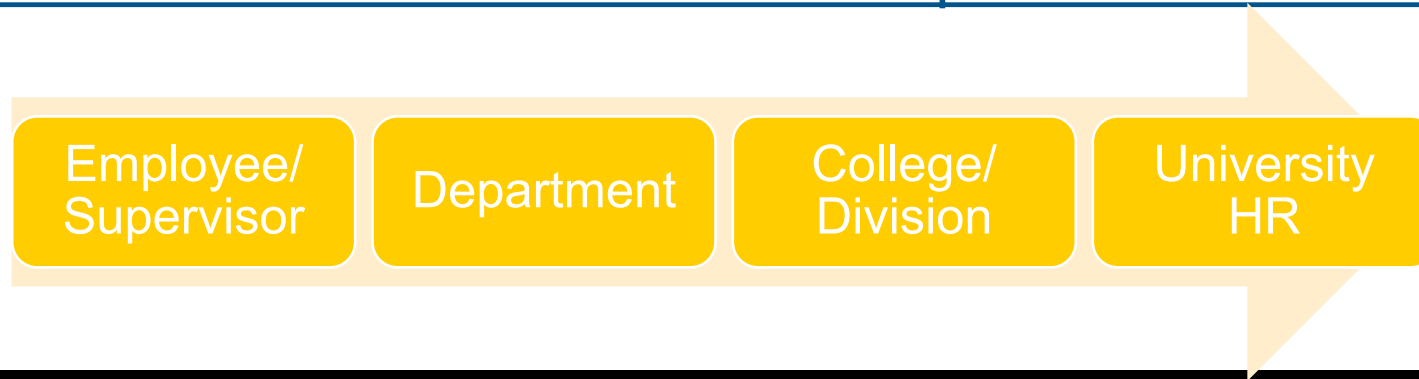 Employee/
Supervisor
Department
College/
Division
University
HR